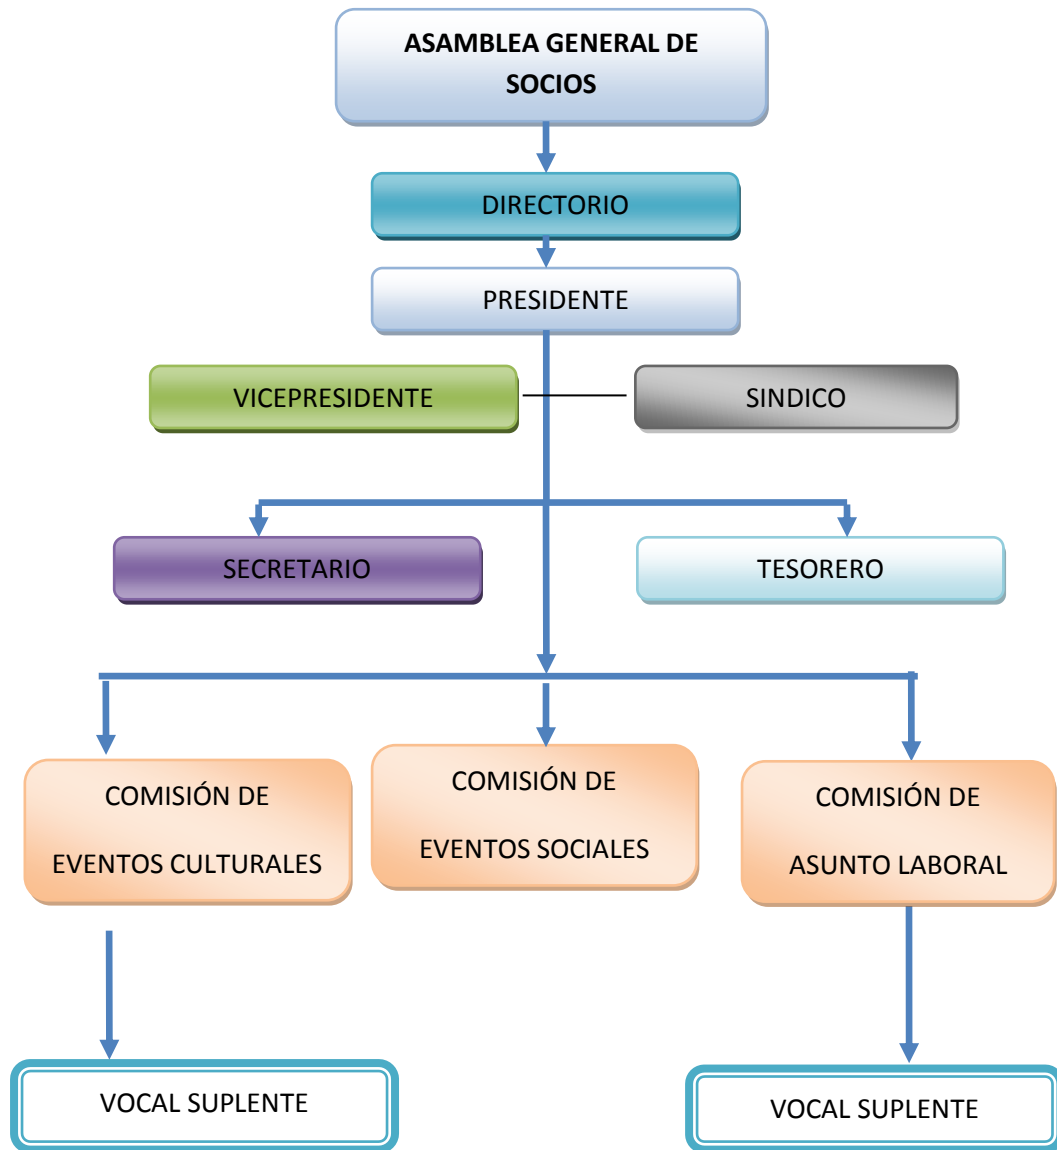 ASAMBLEA GENERAL DE
SOCIOS
DIRECTORIO
PRESIDENTE
VICEPRESIDENTE
SINDICO
SECRETARIO
TESORERO
COMISIÓN DE
EVENTOS CULTURALES
COMISIÓN DE
EVENTOS SOCIALES
COMISIÓN DE
ASUNTO LABORAL
VOCAL SUPLENTE
VOCAL SUPLENTE